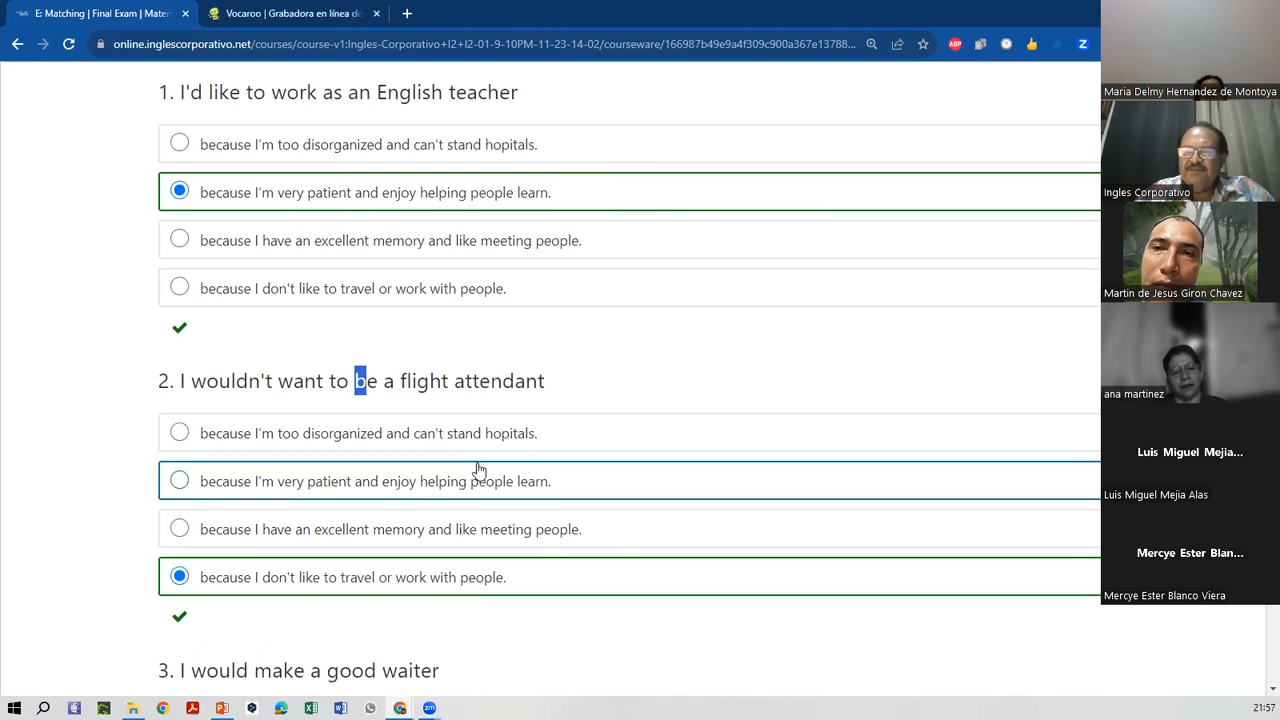 E: Matching | Final Exam | Mater
Vocaroo | Grabadora en línea de
online.inglescorporativo.net/courses/course-v1:Ingles-Corporativo+I2+I2-01-9-10PM-11-23-14-02/courseware/166987b49e9a4f309c900a367e13788...
ABP
1. I'd like to work as an English teacher
because I'm too disorganized and can't stand hopitals.
because I'm very patient and enjoy helping people learn.
because I have an excellent memory and like meeting people.
because I don't like to travel or work with people.
2. I wouldn't want to be a flight attendant
because I'm too disorganized and can't stand hopitals.
because I'm very patient and enjoy helping people learn.
because I have an excellent memory and like meeting people.
because I don't like to travel or work with people.
3. I would make a good waiter
Maria Delmy Hernandez de Montoya
Ingles Corporativo
Martin de Jesus Giron Chavez
ana martinez
Luis Miguel Mejia...
Luis Miguel Mejia Alas
Mercye Ester Blan...
Mercye Ester Blanco Viera
21:57